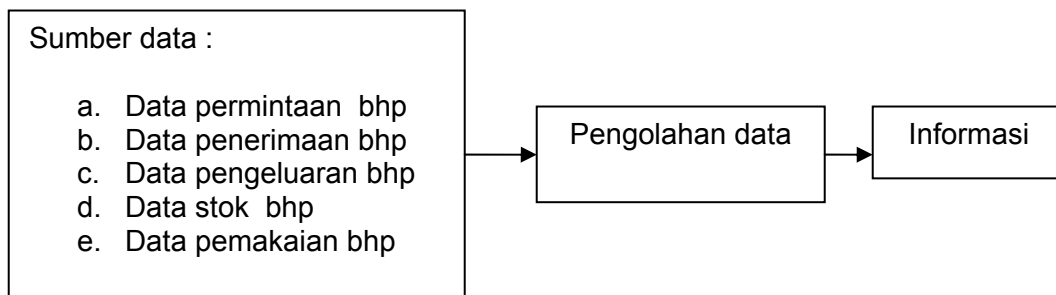 Sumber data :
a. Data permintaan bhp
b. Data penerimaan bhp
c. Data pengeluaran bhp
d. Data stok bhp
e. Data pemakaian bhp
Pengolahan data
Informasi